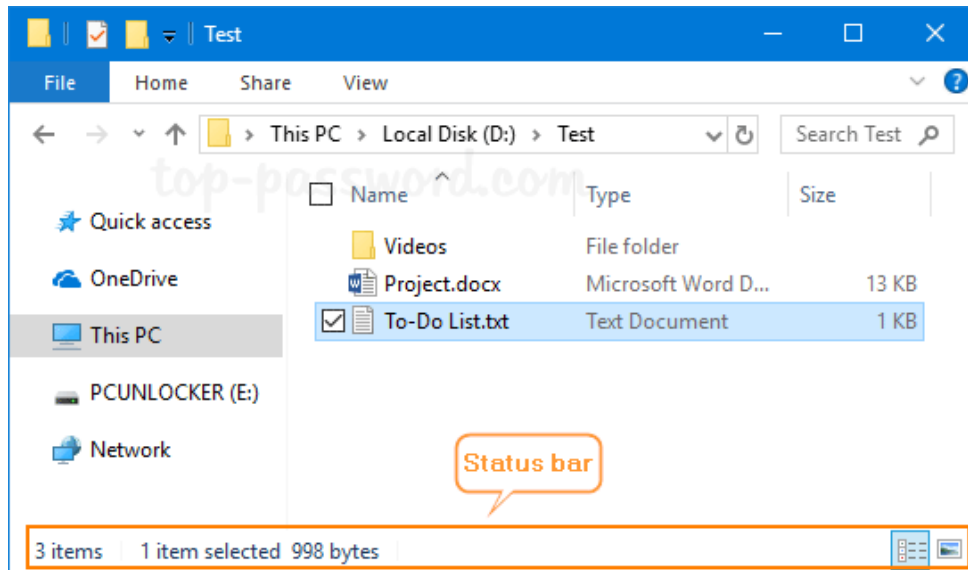 Test
File Home Share View
This PC > Local Disk (D:) > Test Search Test
top-password.com
Name Type Size
Quick access
Videos File folder
OneDrive
Project.docx Microsoft Word D... 13 KB
To-Do List.txt Text Document 1 KB
This PC
PCUNLOCKER (E:)
Network
Status bar
3 items 1 item selected 998 bytes